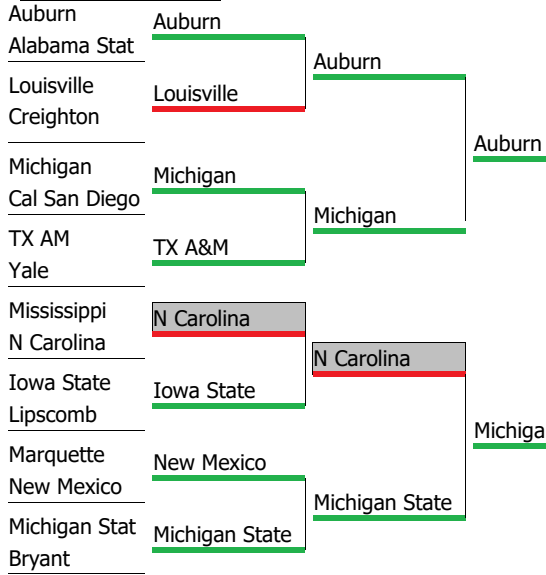 Auburn
Alabama Stat
Louisville
Creighton
Michigan
Cal San Diego
TX AM
Yale
Mississippi
N Carolina
Iowa State
Lipscomb
Marquette
New Mexico
Michigan Stat
Bryant
Auburn
Louisville
Michigan
TX A&M
N Carolina
Iowa State
New Mexico
Michigan State
Auburn
Michigan
N Carolina
Michigan State
Auburn
Michiga